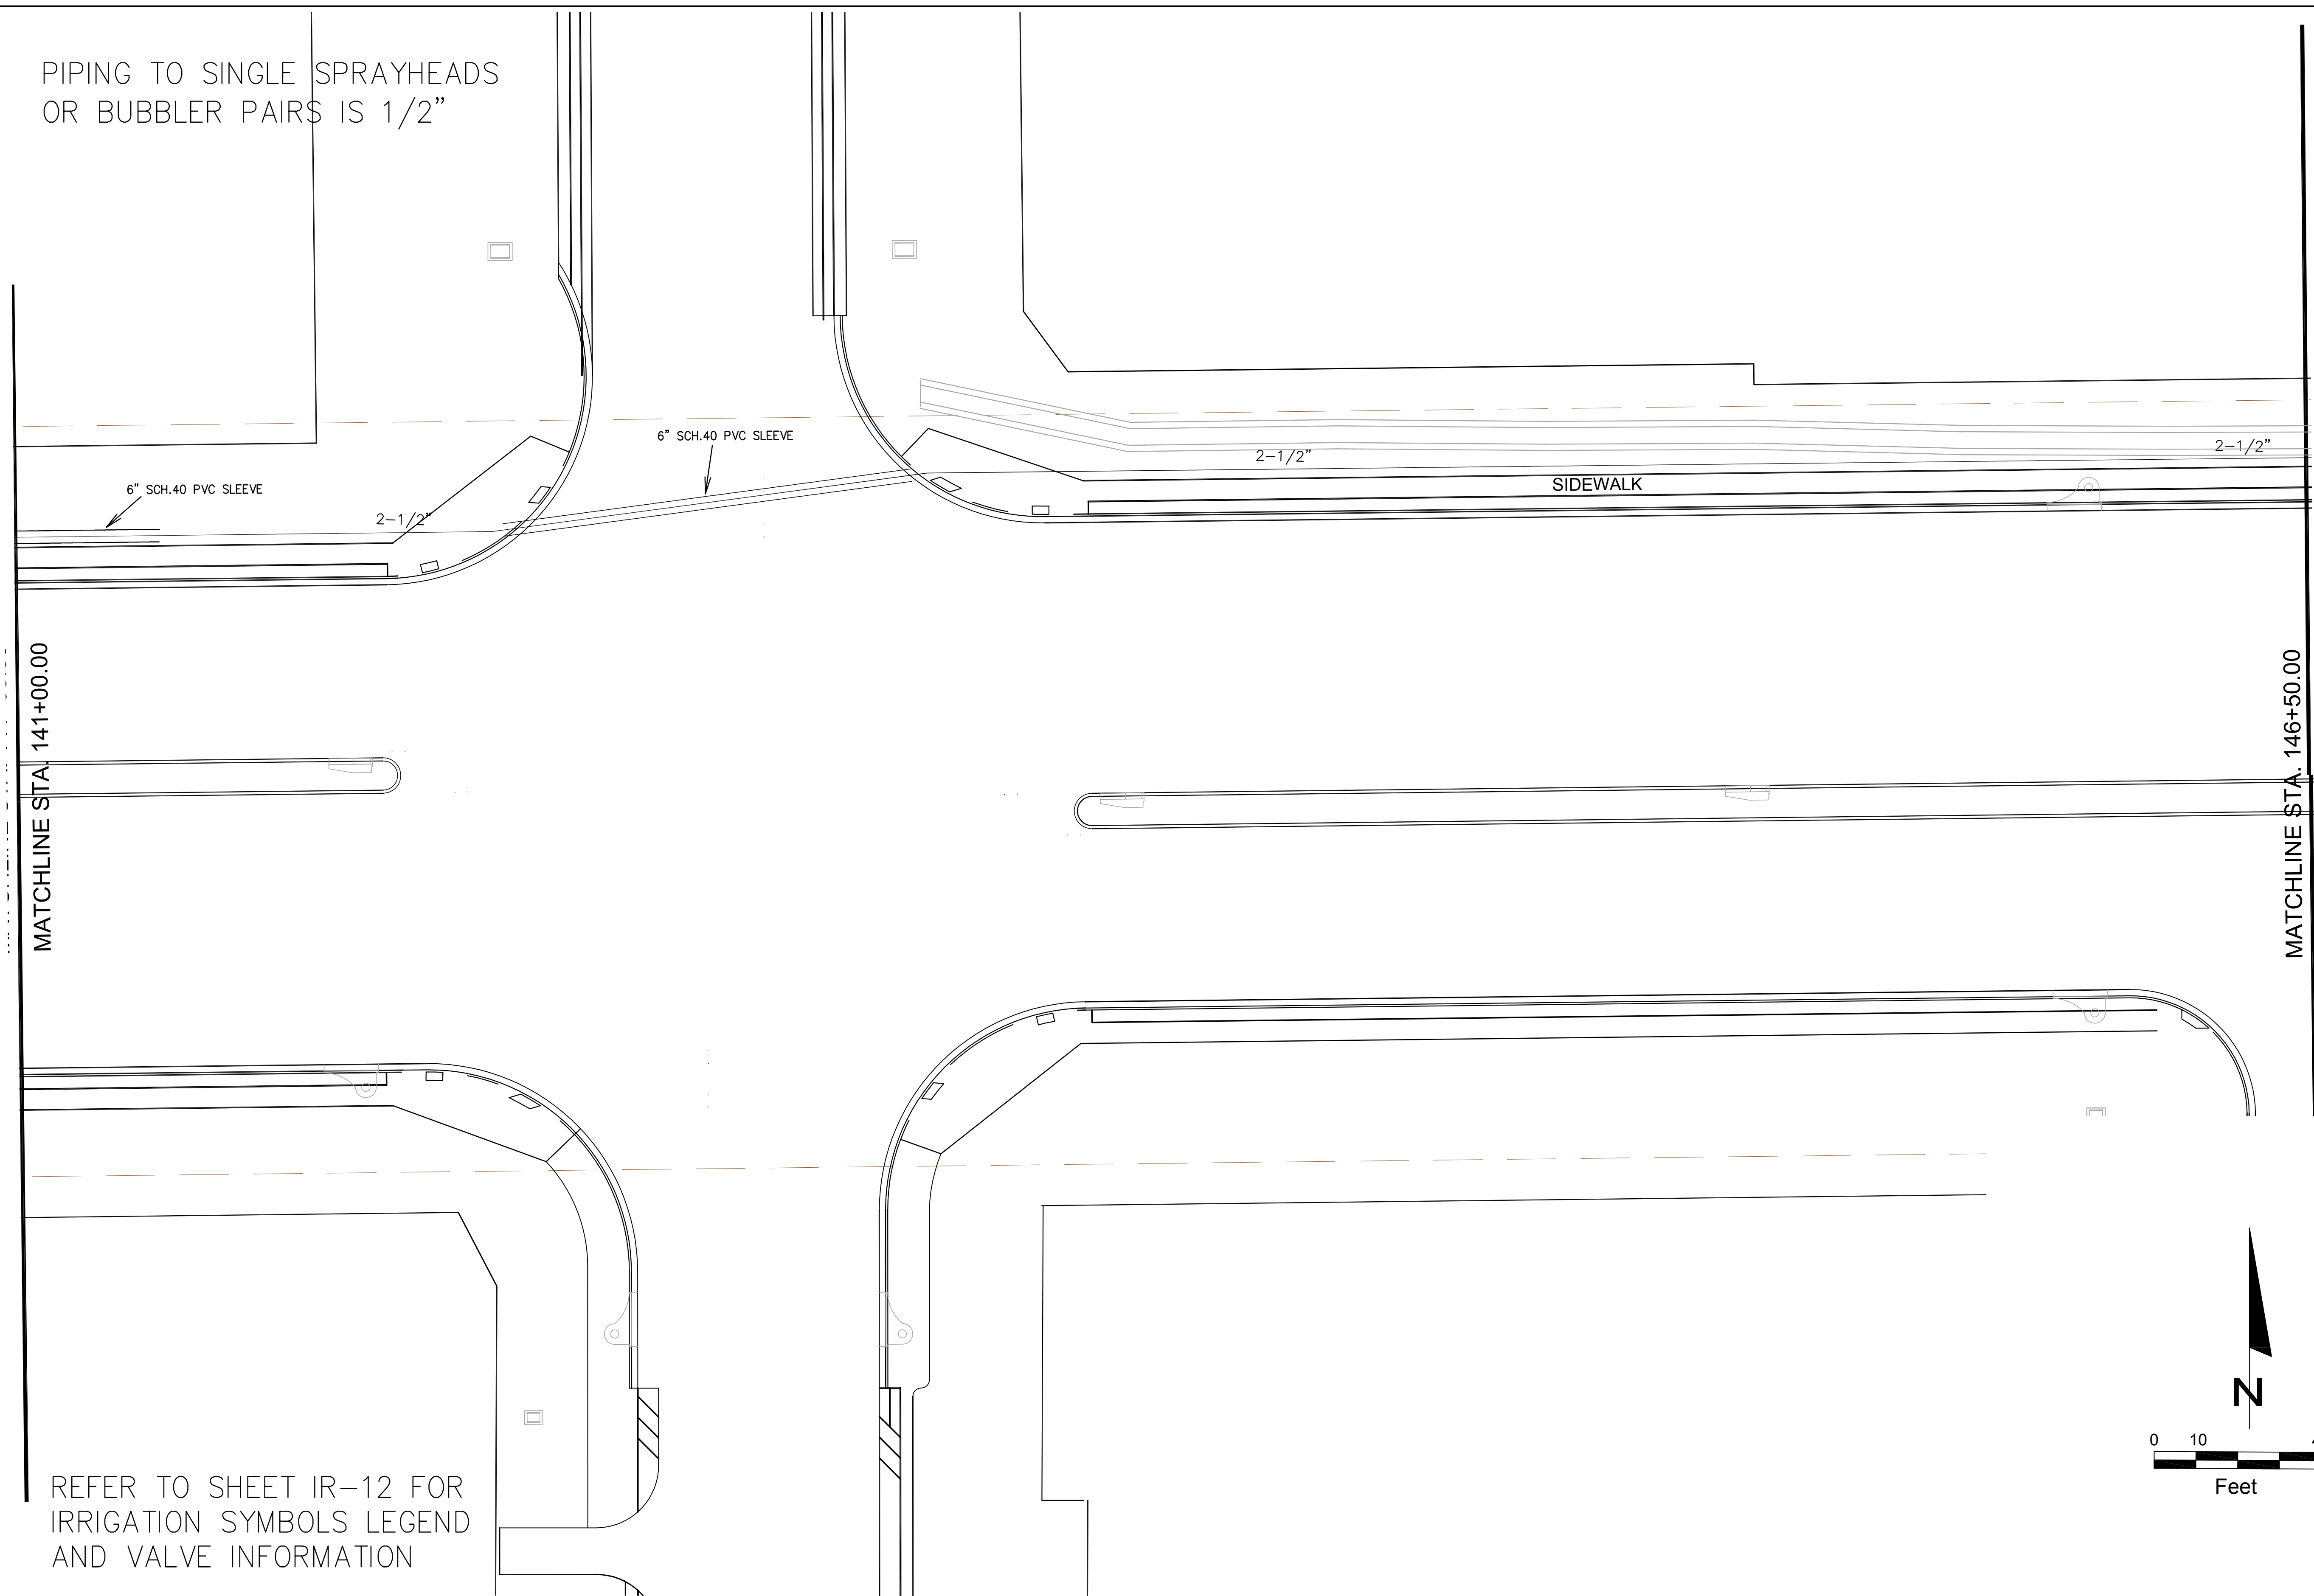 PIPING TO SINGLE SPRAYHEADS
OR BUBBLER PAIRS IS 1/2”
6” SCH.40 PVC SLEEVE
2-1/2”
2-1/2”
SIDEWALK
6” SCH.40 PVC SLEEVE
2-1/2”
MATCHLINE STA. 141+00.00
MATCHLINE STA. 146+50.00
N
0 10
Feet
REFER TO SHEET IR-12 FOR
IRRIGATION SYMBOLS LEGEND
AND VALVE INFORMATION